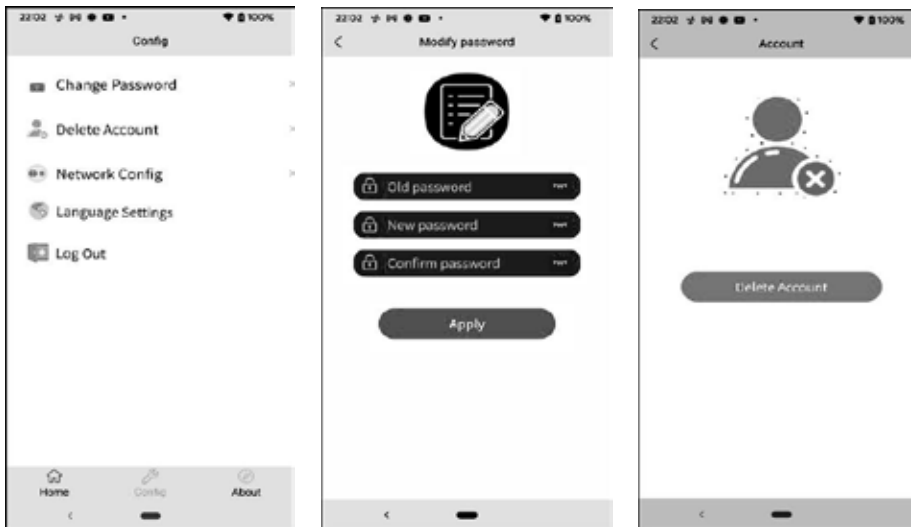 22:02 100%
Config
Change Password
Delete Account
Network Config
Language Settings
Log Out
Home Config About
22:02 100%
Modify password
Old password
New password
Confirm password
Apply
22:02 100%
Account
Delete Account